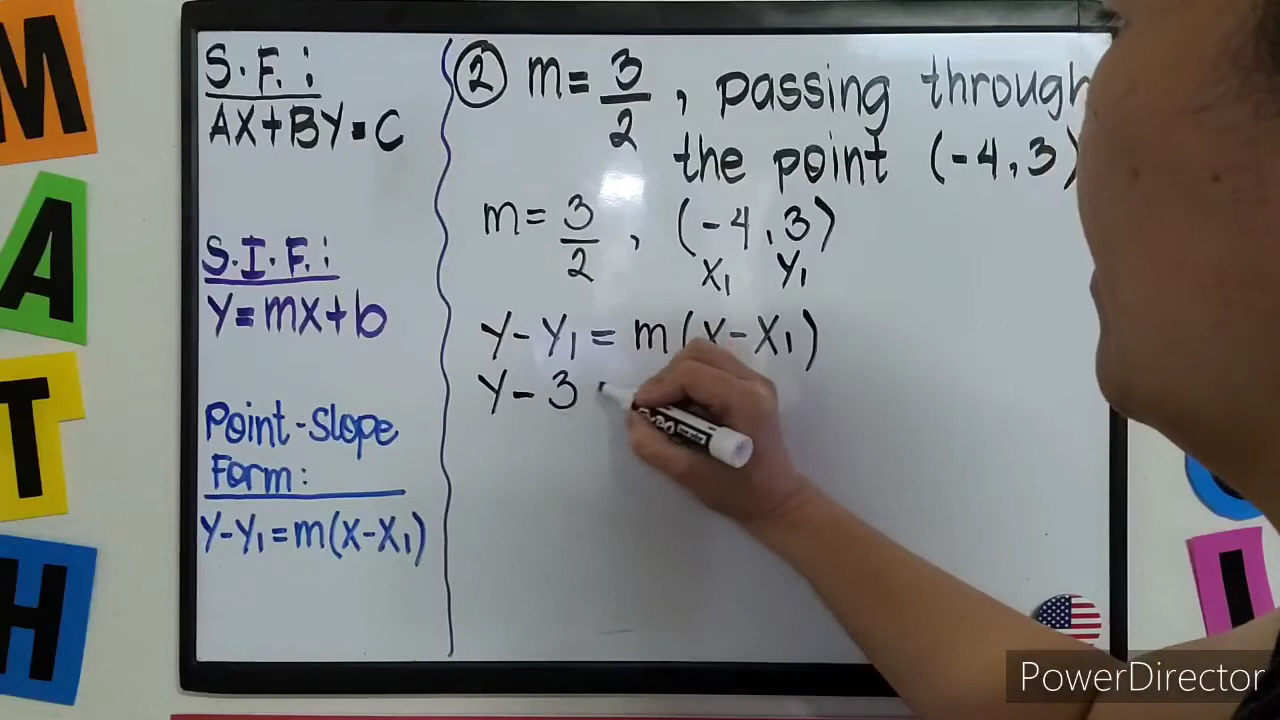 M
A
T
H
S.F.:
AX+BY=C
S.I.F.:
Y=mX+b
Point-Slope
Form:
Y-Y₁=m(X-X₁)
② m=3/2, passing through
the point (-4,3)
m=3/2, (-4,3)
X₁ Y₁
Y-Y₁=m(X-X₁)
Y-3
I
PowerDirector